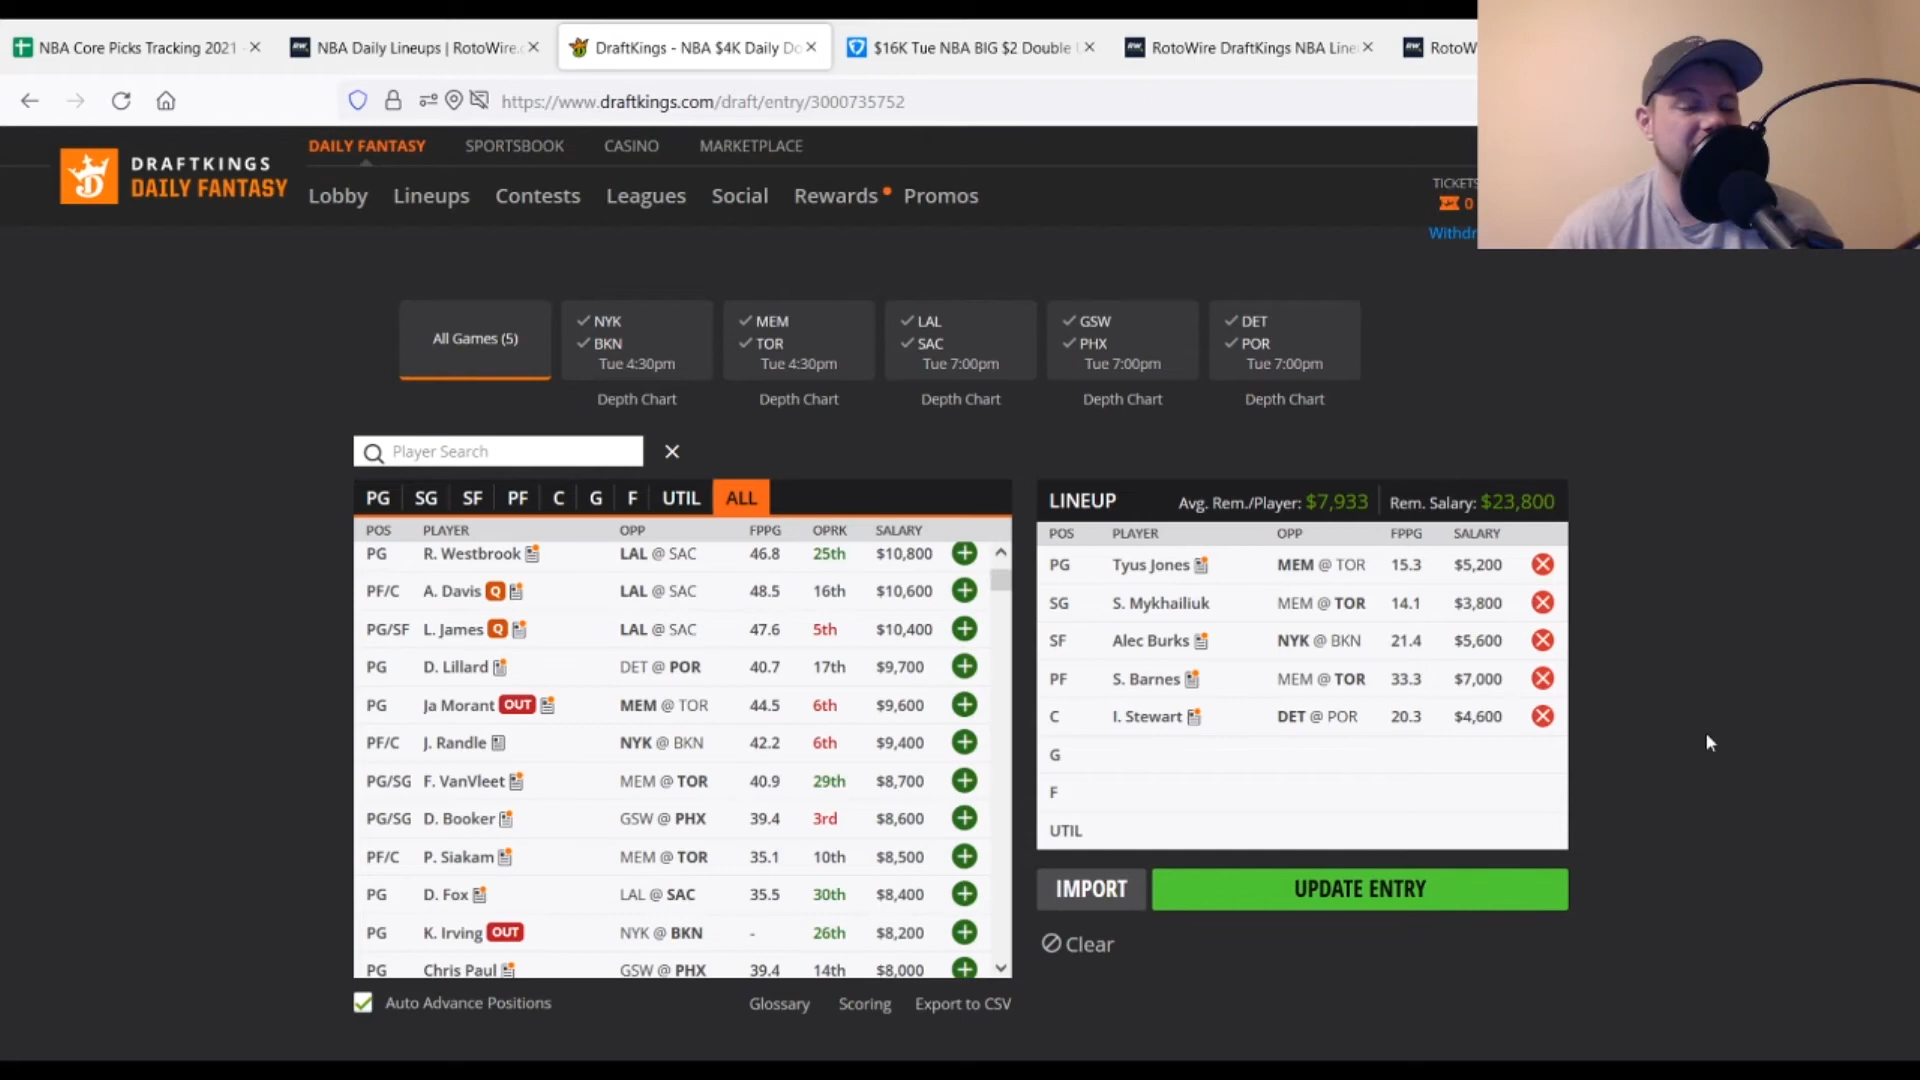 NBA Core Picks Tracking 2021
NBA Daily Lineups | RotoWire.
DraftKings - NBA $4K Daily Do
$16K Tue NBA BIG $2 Double
RotoWire DraftKings NBA Line
RotoW
https://www.draftkings.com/draft/entry/3000735752
DRAFTKINGS
DAILY FANTASY
DAILY FANTASY SPORTSBOOK CASINO MARKETPLACE
Lobby Lineups Contests Leagues Social Rewards Promos
TICKETS
0
Withdr
All Games (5)
NYK
BKN
Tue 4:30pm
Depth Chart
MEM
TOR
Tue 4:30pm
Depth Chart
LAL
SAC
Tue 7:00pm
Depth Chart
GSW
PHX
Tue 7:00pm
Depth Chart
DET
POR
Tue 7:00pm
Depth Chart
Player Search
PG SG SF PF C G F UTIL ALL
POS PLAYER OPP FPPG OPRK SALARY
PG R. Westbrook LAL @ SAC 46.8 25th $10,800
PF/C A. Davis Q LAL @ SAC 48.5 16th $10,600
PG/SF L. James Q LAL @ SAC 47.6 5th $10,400
PG D. Lillard DET @ POR 40.7 17th $9,700
PG Ja Morant OUT MEM @ TOR 44.5 6th $9,600
PF/C J. Randle NYK @ BKN 42.2 6th $9,400
PG/SG F. VanVleet MEM @ TOR 40.9 29th $8,700
PG/SG D. Booker GSW @ PHX 39.4 3rd $8,600
PF/C P. Siakam MEM @ TOR 35.1 10th $8,500
PG D. Fox LAL @ SAC 35.5 30th $8,400
PG K. Irving OUT NYK @ BKN - 26th $8,200
PG Chris Paul GSW @ PHX 39.4 14th $8,000
Auto Advance Positions
Glossary Scoring Export to CSV
LINEUP Avg. Rem./Player: $7,933 Rem. Salary: $23,800
POS PLAYER OPP FPPG SALARY
PG Tyus Jones MEM @ TOR 15.3 $5,200
SG S. Mykhailiuk MEM @ TOR 14.1 $3,800
SF Alec Burks NYK @ BKN 21.4 $5,600
PF S. Barnes MEM @ TOR 33.3 $7,000
C I. Stewart DET @ POR 20.3 $4,600
G
F
UTIL
IMPORT UPDATE ENTRY
Clear